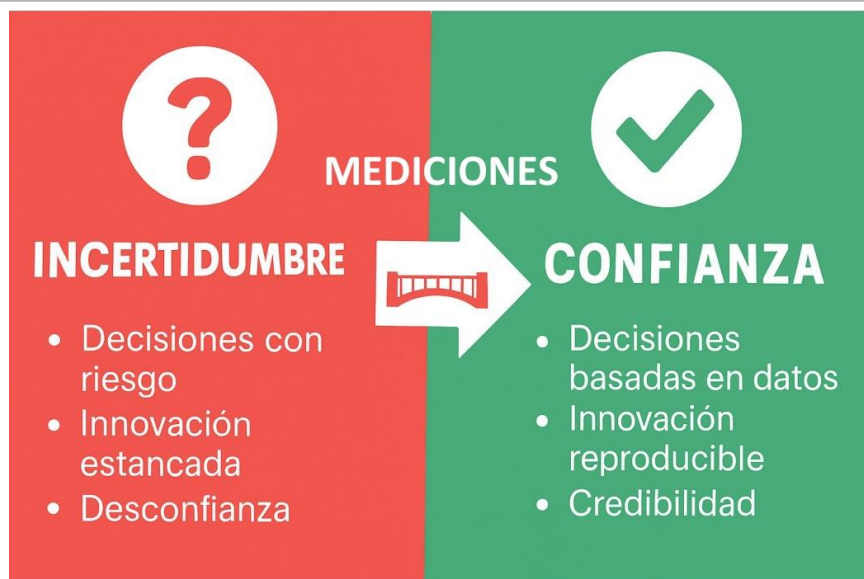 ?
MEDICIONES
INCERTIDUMBRE
• Decisiones con
riesgo
• Innovación
estancada
• Desconfianza
CONFIANZA
• Decisiones
basadas en datos
• Innovación
reproducible
• Credibilidad